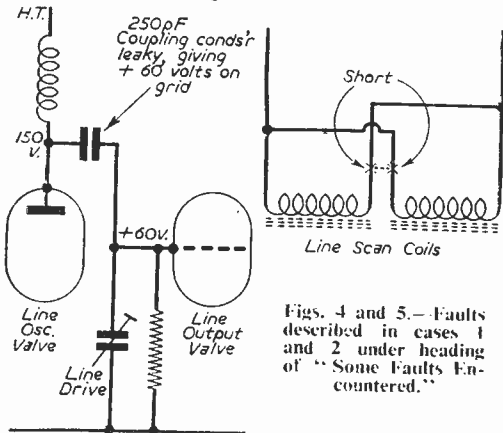 H.T.
250pF
Coupling conds'r
leaky, giving
+ 60 volts on
grid
150
v.
+60v.
Line
Osc.
Valve
Line
Drive
Line
Output
Valve
Short
Line Scan Coils
Figs. 4 and 5.—Faults
described in cases 1
and 2 under heading
of “Some Faults En-
countered.”